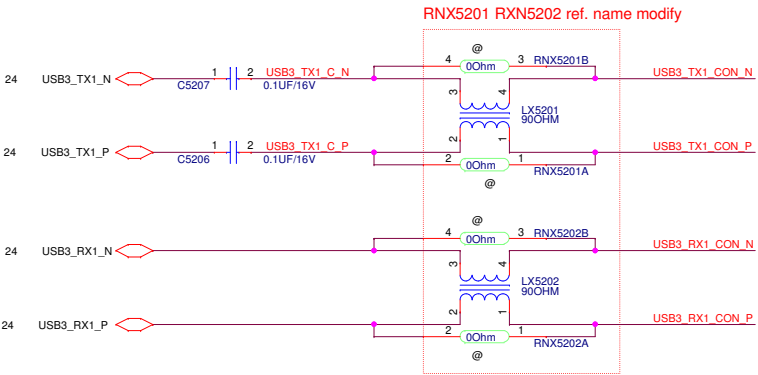 RNX5201 RXN5202 ref. name modify
@
4 0Ohm 3 RNX5201B
24 USB3_TX1_N 1 2 USB3_TX1_C_N USB3_TX1_CON_N
C5207 0.1UF/16V
3 4
LX5201
90OHM
2 1
24 USB3_TX1_P 1 2 USB3_TX1_C_P USB3_TX1_CON_P
C5206 0.1UF/16V
2 0Ohm 1
RNX5201A
@
@
4 0Ohm 3 RNX5202B
24 USB3_RX1_N USB3_RX1_CON_N
3 4
LX5202
90OHM
2 1
24 USB3_RX1_P USB3_RX1_CON_P
2 0Ohm 1
RNX5202A
@